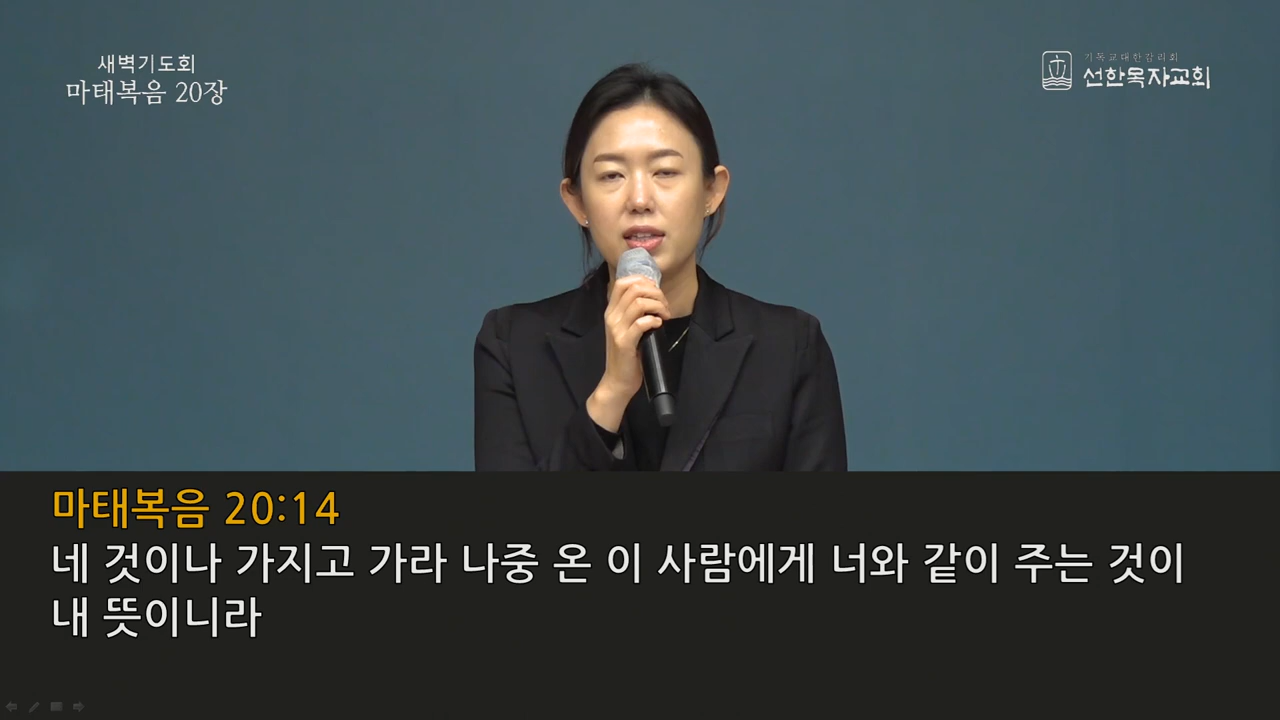 새벽기도회
마태복음 20장
기독교대한감리회
선한목자교회
마태복음 20:14
네 것이나 가지고 가라 나중 온 이 사람에게 너와 같이 주는 것이
내 뜻이니라